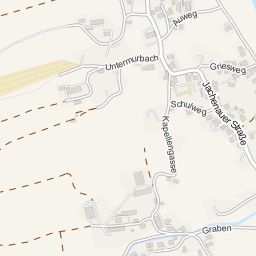 Auweg
Untermurbach
Griesweg
Jachenauer Straße
Schulweg
Kapellengasse
Graben